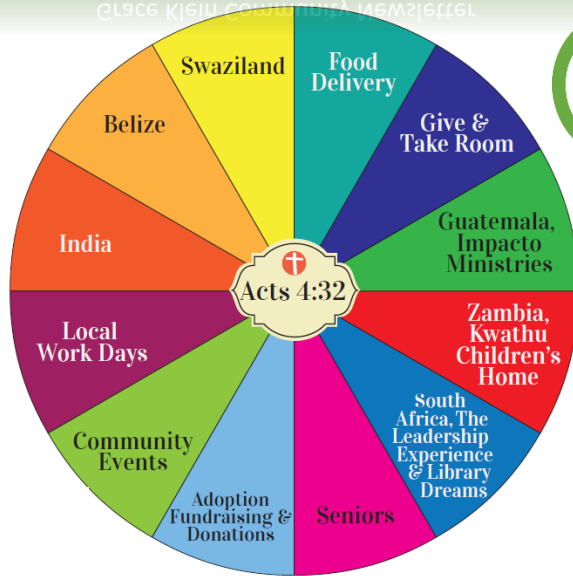 Grace Klein Community Newsletter
Swaziland
Food
Delivery
Give &
Take Room
Guatemala,
Impacto
Ministries
Zambia,
Kwathu
Children's
Home
South
Africa, The
Leadership
Experience
& Library
Dreams
Seniors
Adoption
Fundraising &
Donations
Community
Events
Local
Work Days
India
Belize
Acts 4:32